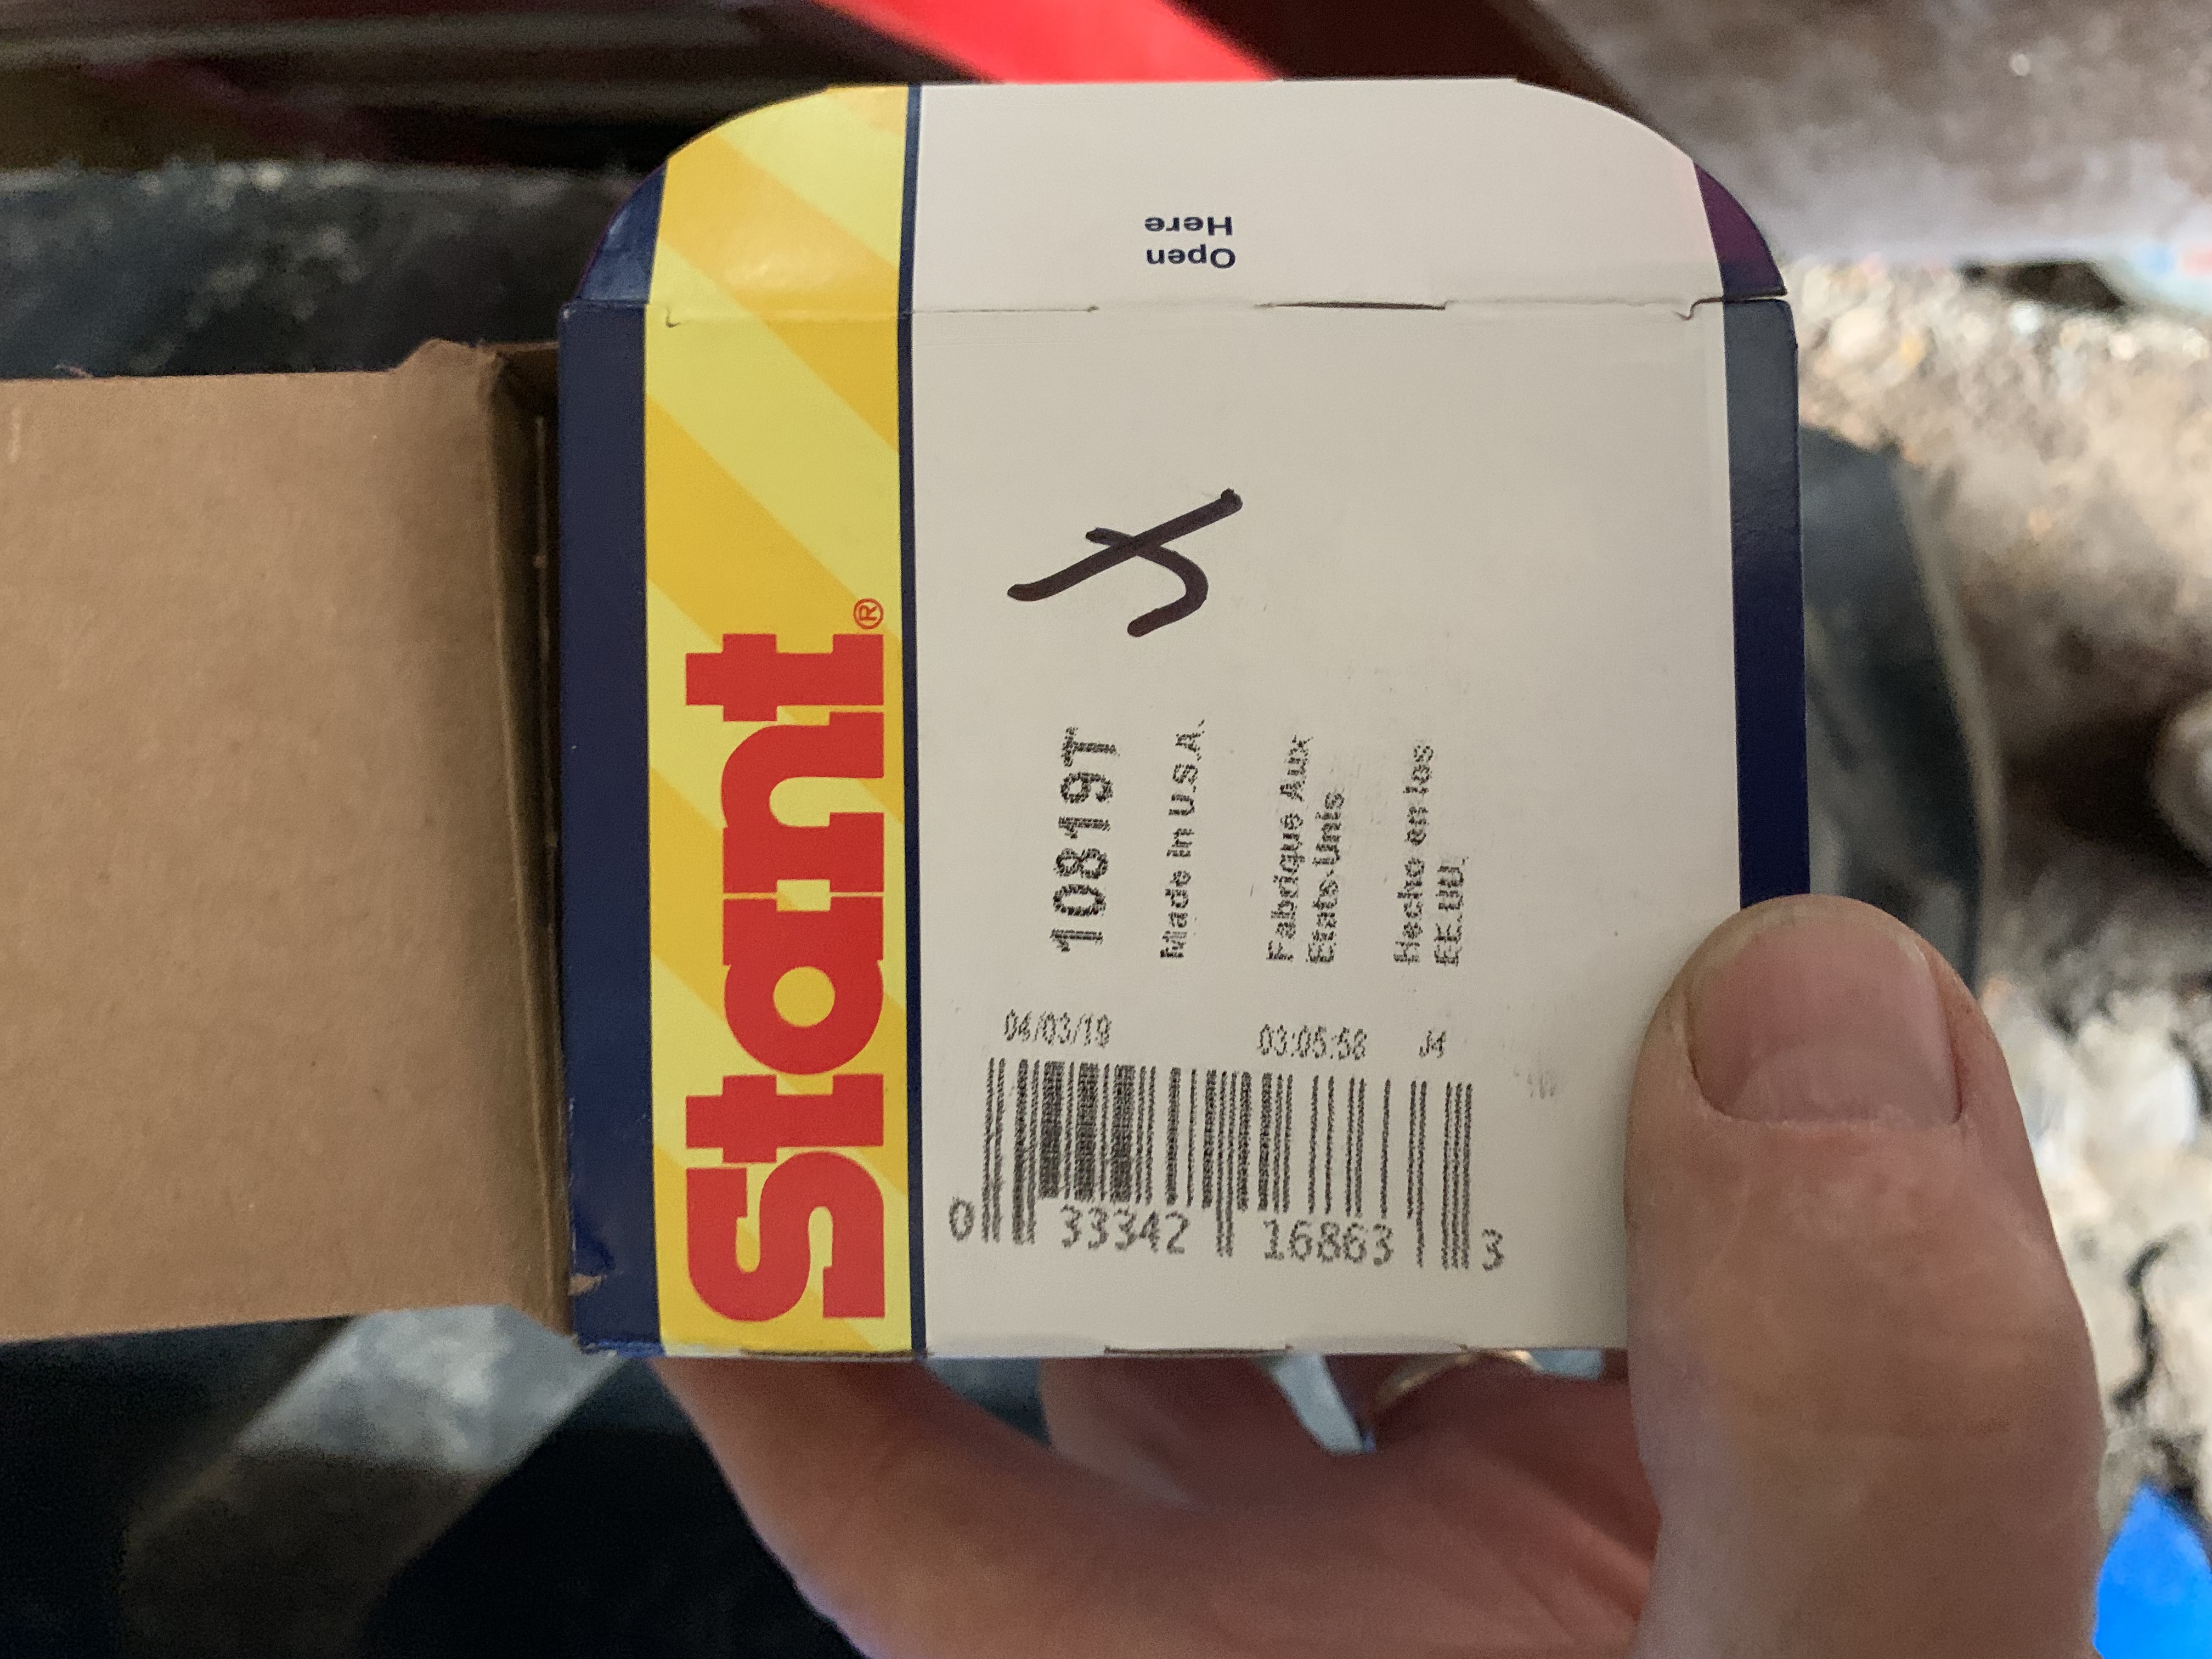 Stant®
10819T
Made in U.S.A.
Fabrique Aux
Etats-Unis
Hecho en los
EE.UU.
04/03/19 03:05:58 J4
0 33342 16863 3
Open
Here